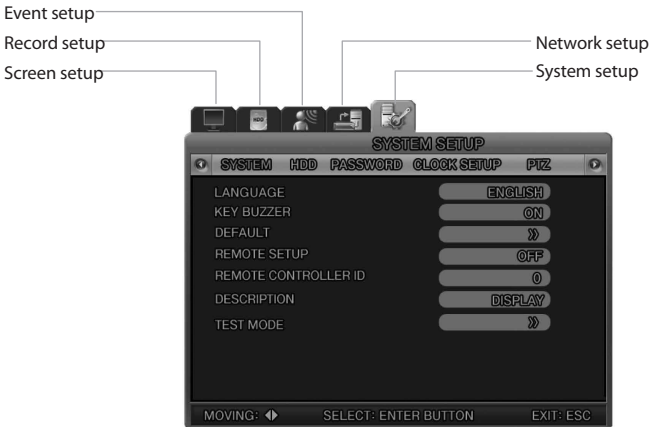 Event setup
Record setup
Screen setup
Network setup
System setup
HDD
SYSTEM SETUP
SYSTEM HDD PASSWORD CLOCK SETUP PTZ
LANGUAGE ENGLISH
KEY BUZZER ON
DEFAULT »
REMOTE SETUP OFF
REMOTE CONTROLLER ID 0
DESCRIPTION DISPLAY
TEST MODE »
MOVING: SELECT: ENTER BUTTON EXIT: ESC